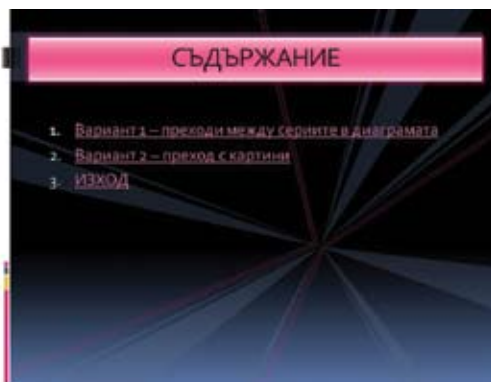 СЪДЪРЖАНИЕ
1. Вариант 1 – преходи между сериите в диаграмата
2. Вариант 2 – преход с картини
3. ИЗХОД